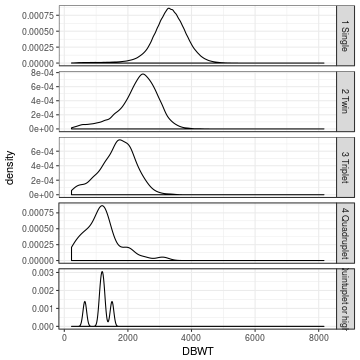 0.00075
0.00050
0.00025
0.00000
1 Single
8e-04
6e-04
4e-04
2e-04
0e+00
2 Twin
6e-04
4e-04
2e-04
0e+00
3 Triplet
0.00075
0.00050
0.00025
0.00000
4 Quadruplet
0.003
0.002
0.001
0.000
uintuplet or hig
density
0 2000 4000 6000 8000
DBWT